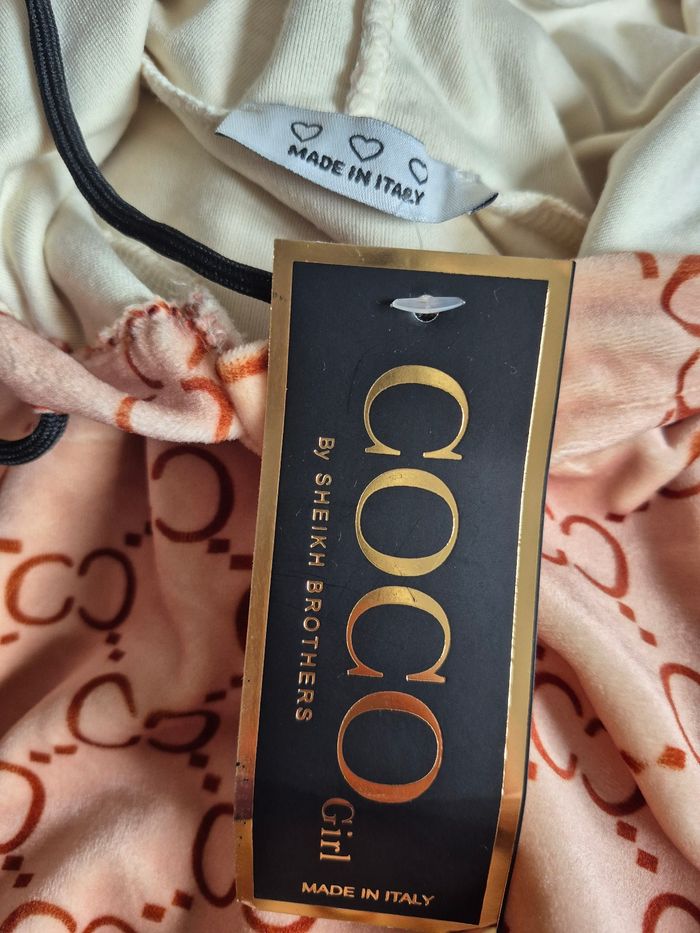 MADE IN ITALY
COCO
Girl
By SHEIKH BROTHERS
MADE IN ITALY